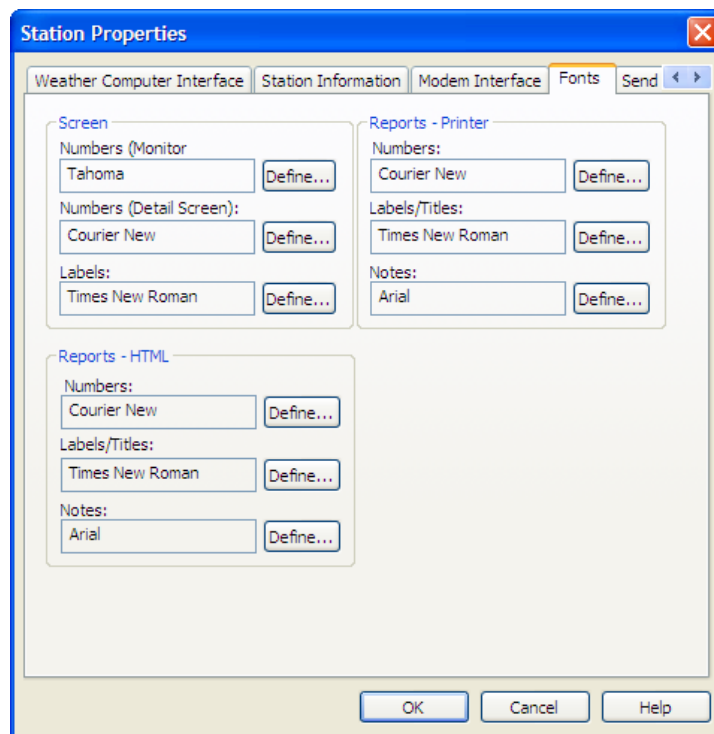 Station Properties
Weather Computer Interface Station Information Modem Interface Fonts Send
Screen
Numbers (Monitor
Tahoma Define...
Numbers (Detail Screen):
Courier New Define...
Labels:
Times New Roman Define...
Reports - Printer
Numbers:
Courier New Define...
Labels/Titles:
Times New Roman Define...
Notes:
Arial Define...
Reports - HTML
Numbers:
Courier New Define...
Labels/Titles:
Times New Roman Define...
Notes:
Arial Define...
OK Cancel Help